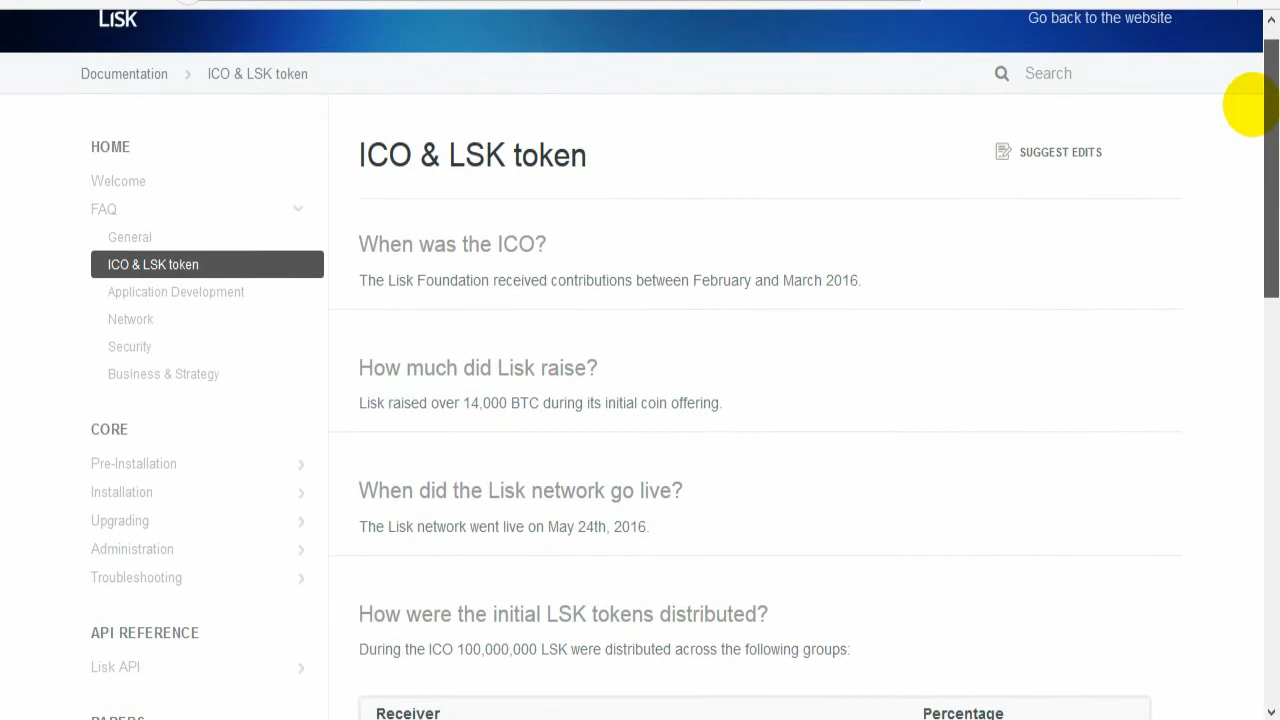 LISK
Go back to the website
Documentation
ICO & LSK token
Search
HOME
Welcome
FAQ
General
ICO & LSK token
Application Development
Network
Security
Business & Strategy
CORE
Pre-Installation
Installation
Upgrading
Administration
Troubleshooting
API REFERENCE
Lisk API
PAPERS
ICO & LSK token
SUGGEST EDITS
When was the ICO?
The Lisk Foundation received contributions between February and March 2016.
How much did Lisk raise?
Lisk raised over 14,000 BTC during its initial coin offering.
When did the Lisk network go live?
The Lisk network went live on May 24th, 2016.
How were the initial LSK tokens distributed?
During the ICO 100,000,000 LSK were distributed across the following groups:
Receiver
Percentage